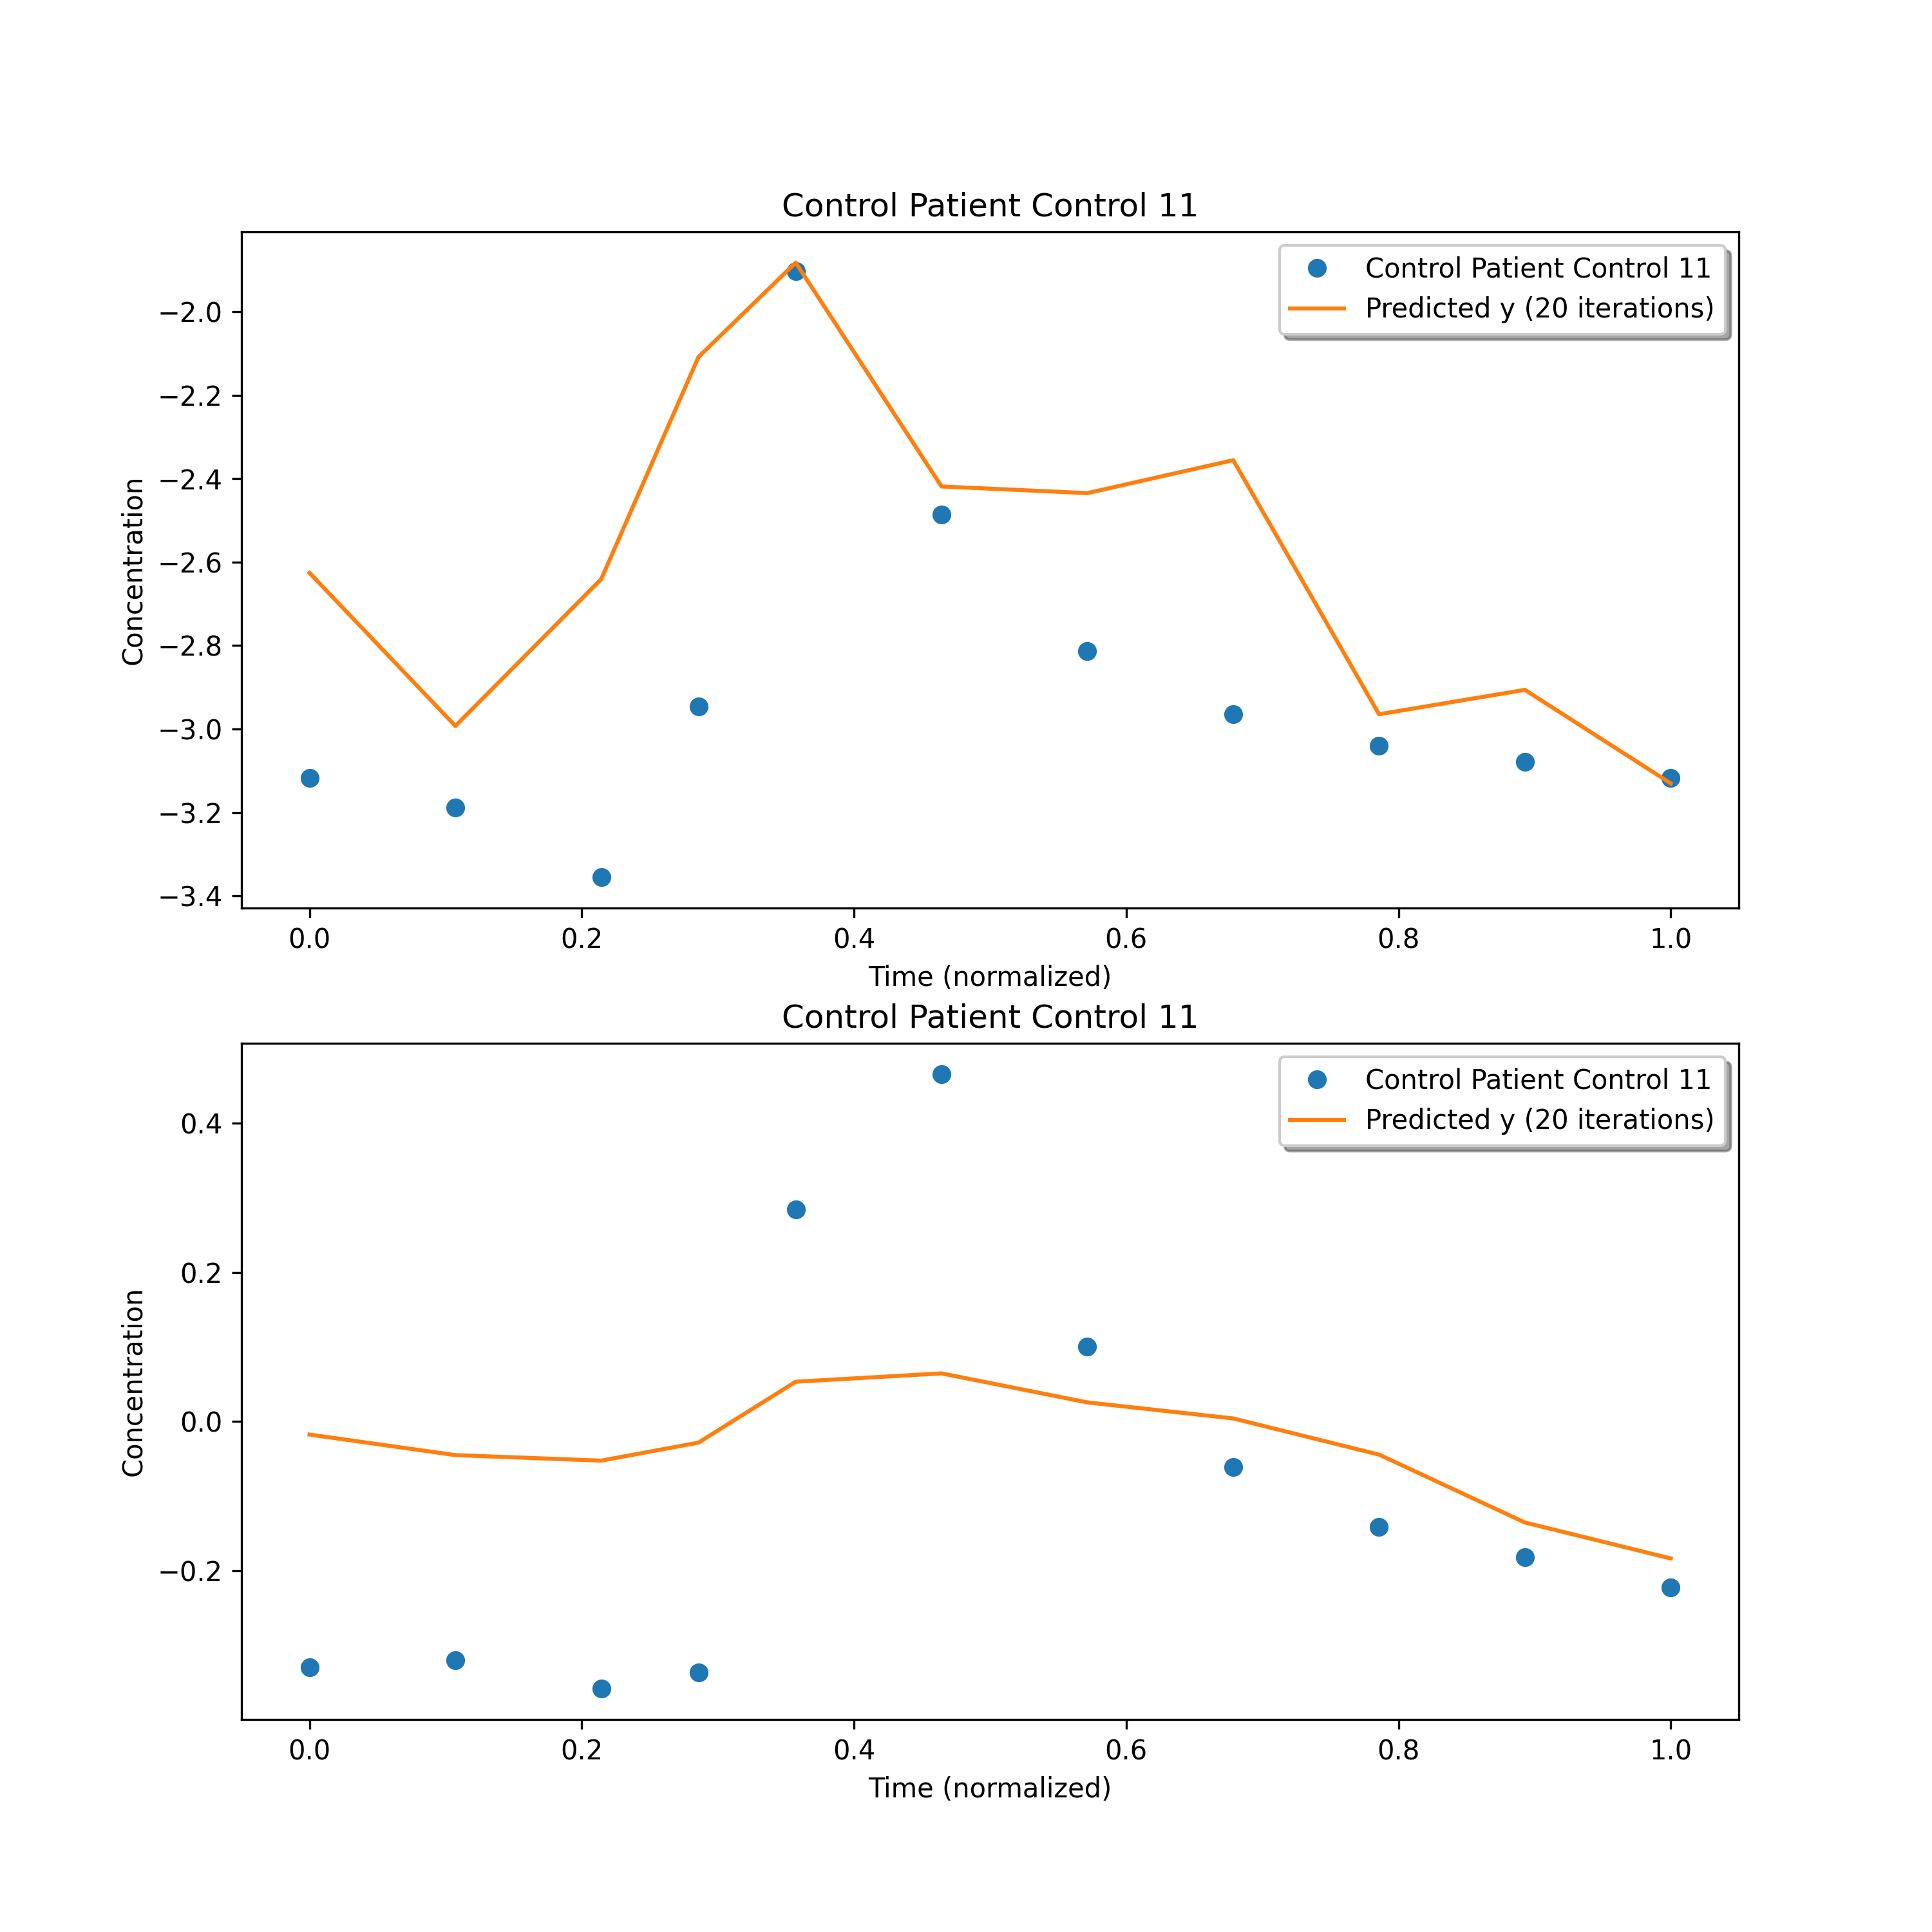 Control Patient Control 11
Control Patient Control 11
Predicted y (20 iterations)
Concentration
−2.0
−2.2
−2.4
−2.6
−2.8
−3.0
−3.2
−3.4
0.0 0.2 0.4 0.6 0.8 1.0
Time (normalized)
Control Patient Control 11
Control Patient Control 11
Predicted y (20 iterations)
Concentration
0.4
0.2
0.0
−0.2
0.0 0.2 0.4 0.6 0.8 1.0
Time (normalized)